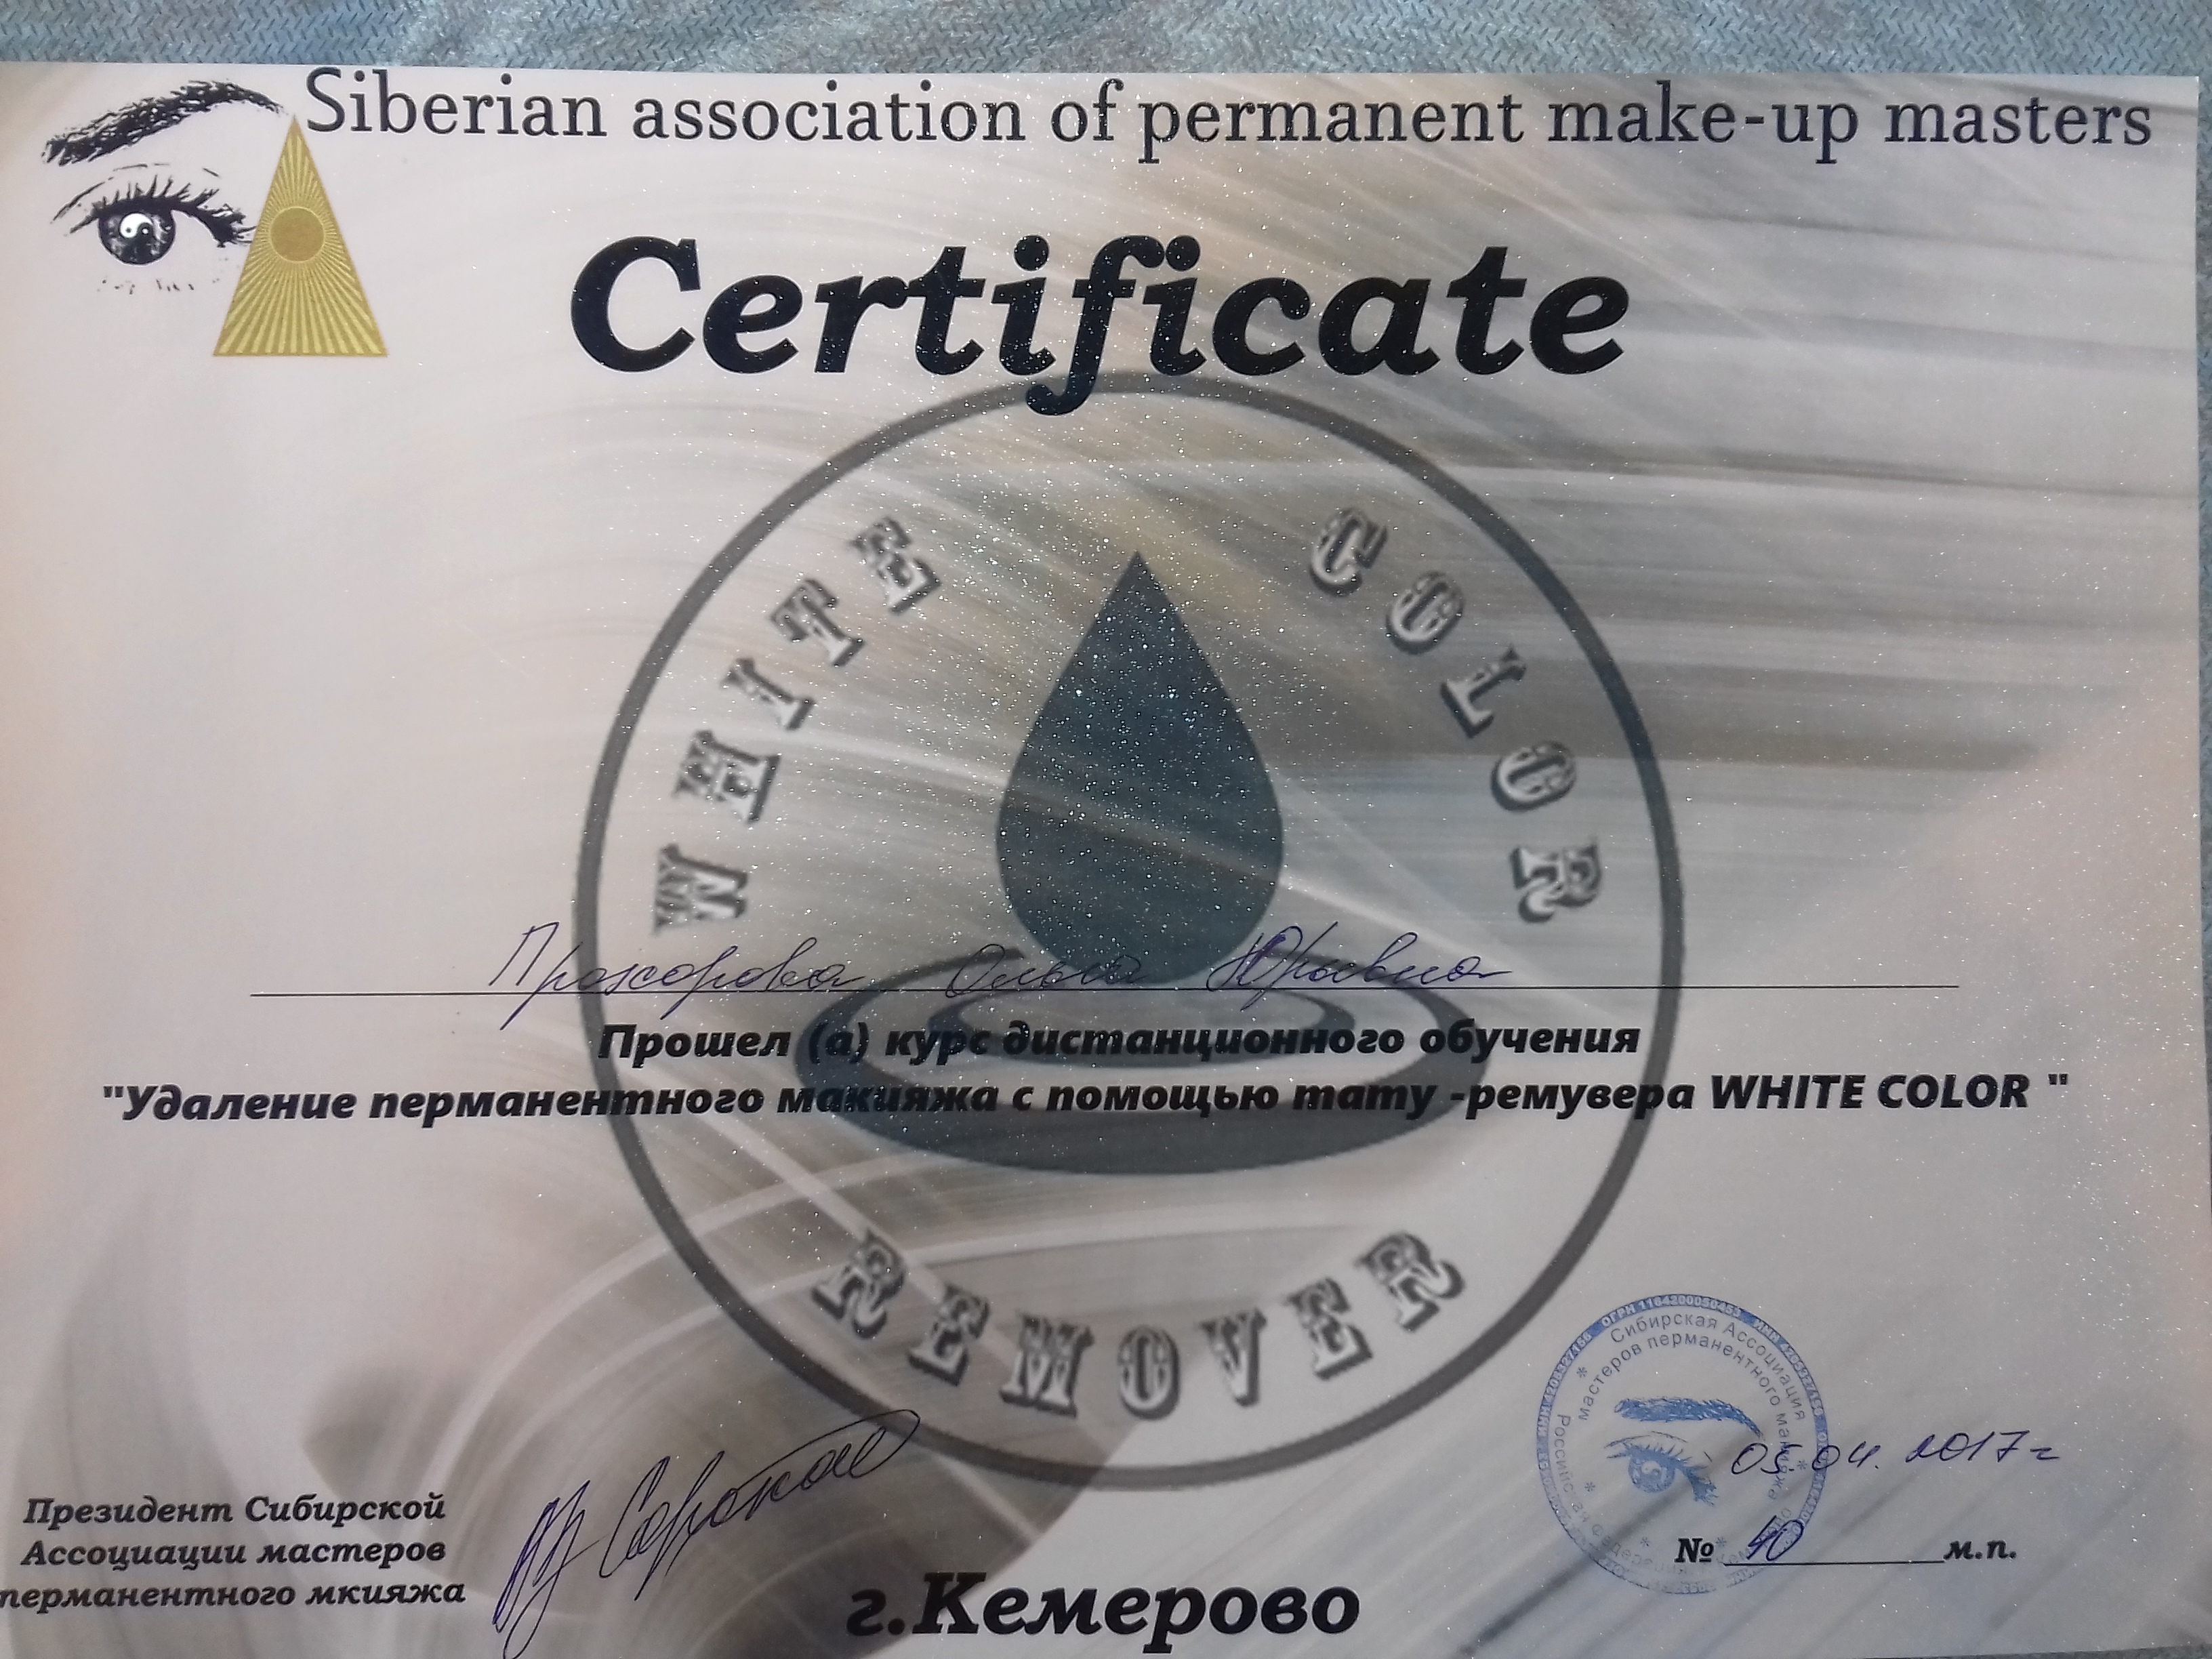 Siberian association of permanent make-up masters
Certificate
WHITE COLOR
Прохорова Ольга Юрьевна
Прошел (а) курс дистанционного обучения
"Удаление перманентного макияжа с помощью тату -ремувера WHITE COLOR "
REMOVER
Сибирская Ассоциация
мастеров перманентного макияжа
05.04.2017г
Президент Сибирской
Ассоциации мастеров
перманентного мкияжа
№ 40 м.п.
г.Кемерово